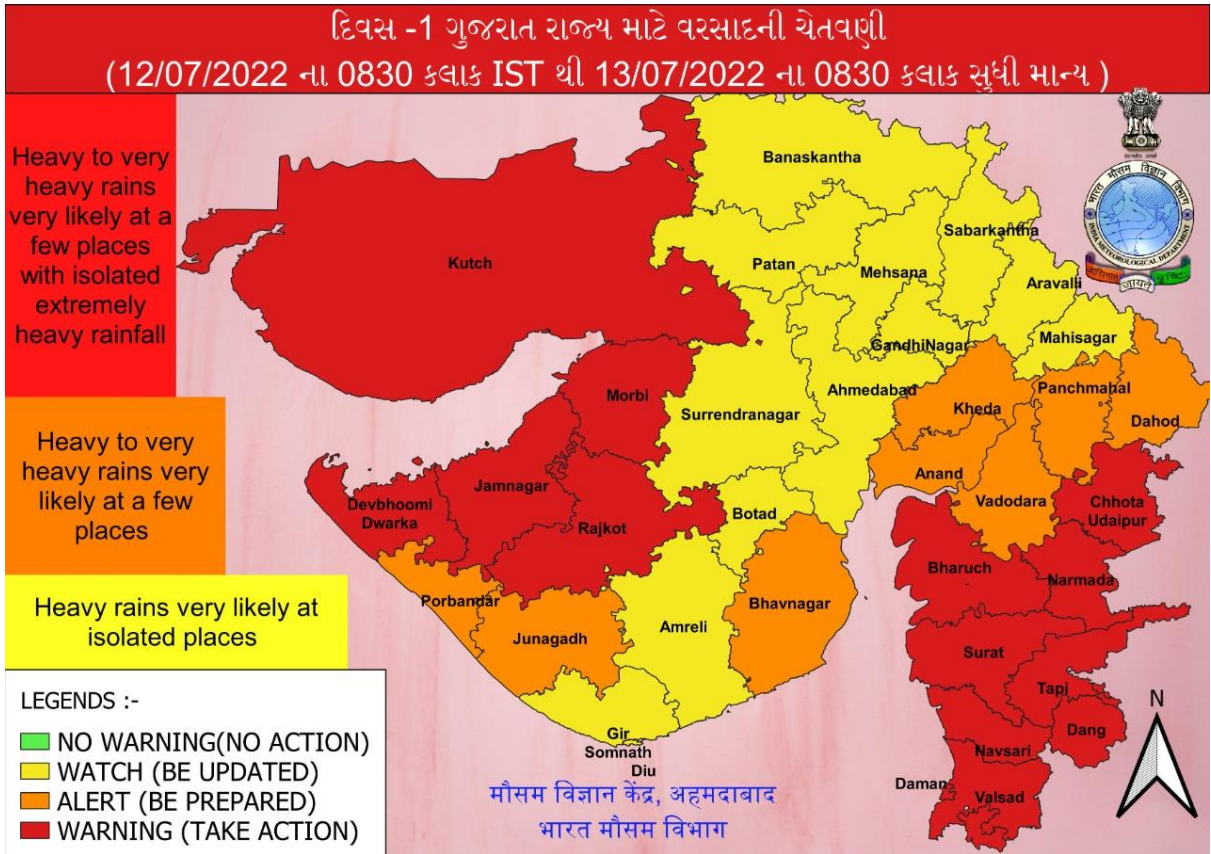 દિવસ -1 ગુજરાત રાજ્ય માટે વરસાદની ચેતવણી
(12/07/2022 ના 0830 કલાક IST થી 13/07/2022 ના 0830 કલાક સુધી માન્ય )
Heavy to very
heavy rains
very likely at a
few places
with isolated
extremely
heavy rainfall
Heavy to very
heavy rains very
likely at a few
places
Heavy rains very likely at
isolated places
LEGENDS :-
NO WARNING(NO ACTION)
WATCH (BE UPDATED)
ALERT (BE PREPARED)
WARNING (TAKE ACTION)
Banaskantha
Sabarkantha
Kutch
Patan
Mehsana
Aravalli
GandhiNagar
Mahisagar
Morbi
Surrendranagar
Ahmedabad
Kheda
Panchmahal
Dahod
Devbhoomi
Dwarka
Jamnagar
Rajkot
Botad
Anand
Vadodara
Chhota
Udaipur
Bharuch
Narmada
Porbandar
Junagadh
Amreli
Bhavnagar
Surat
Tapi
Gir
Somnath
Diu
Dang
Navsari
Daman
Valsad
मौसम विज्ञान केंद्र, अहमदाबाद
भारत मौसम विभाग
N
भारत मौसम विज्ञान विभाग
INDIA METEOROLOGICAL DEPARTMENT